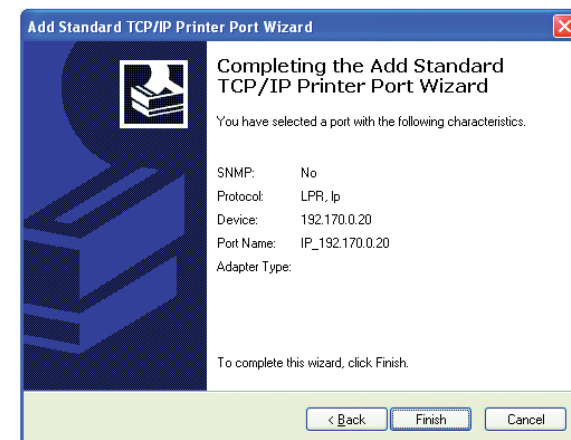 Add Standard TCP/IP Printer Port Wizard
Completing the Add Standard
TCP/IP Printer Port Wizard
You have selected a port with the following characteristics.
SNMP: No
Protocol: LPR, lp
Device: 192.170.0.20
Port Name: IP_192.170.0.20
Adapter Type:
To complete this wizard, click Finish.
< Back Finish Cancel